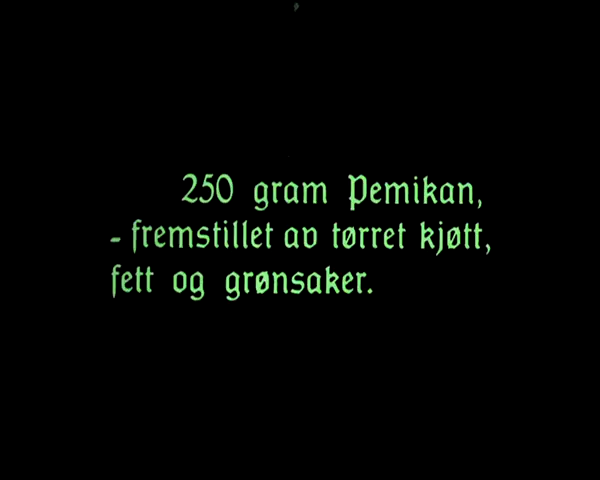 250 gram Pemikan,
- fremstillet av tørret kjøtt,
fett og grønsaker.